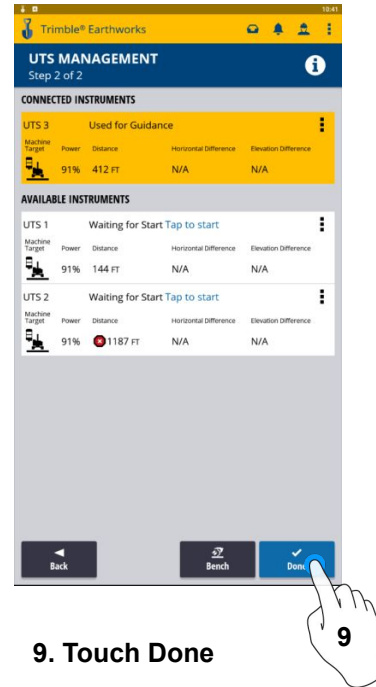 10:41
Trimble® Earthworks
UTS MANAGEMENT
Step 2 of 2
CONNECTED INSTRUMENTS
UTS 3 Used for Guidance
Machine Target Power Distance Horizontal Difference Elevation Difference
91% 412 FT N/A N/A
AVAILABLE INSTRUMENTS
UTS 1 Waiting for Start Tap to start
Machine Target Power Distance Horizontal Difference Elevation Difference
91% 144 FT N/A N/A
UTS 2 Waiting for Start Tap to start
Machine Target Power Distance Horizontal Difference Elevation Difference
91% 1187 FT N/A N/A
Back Bench Done
9
9. Touch Done